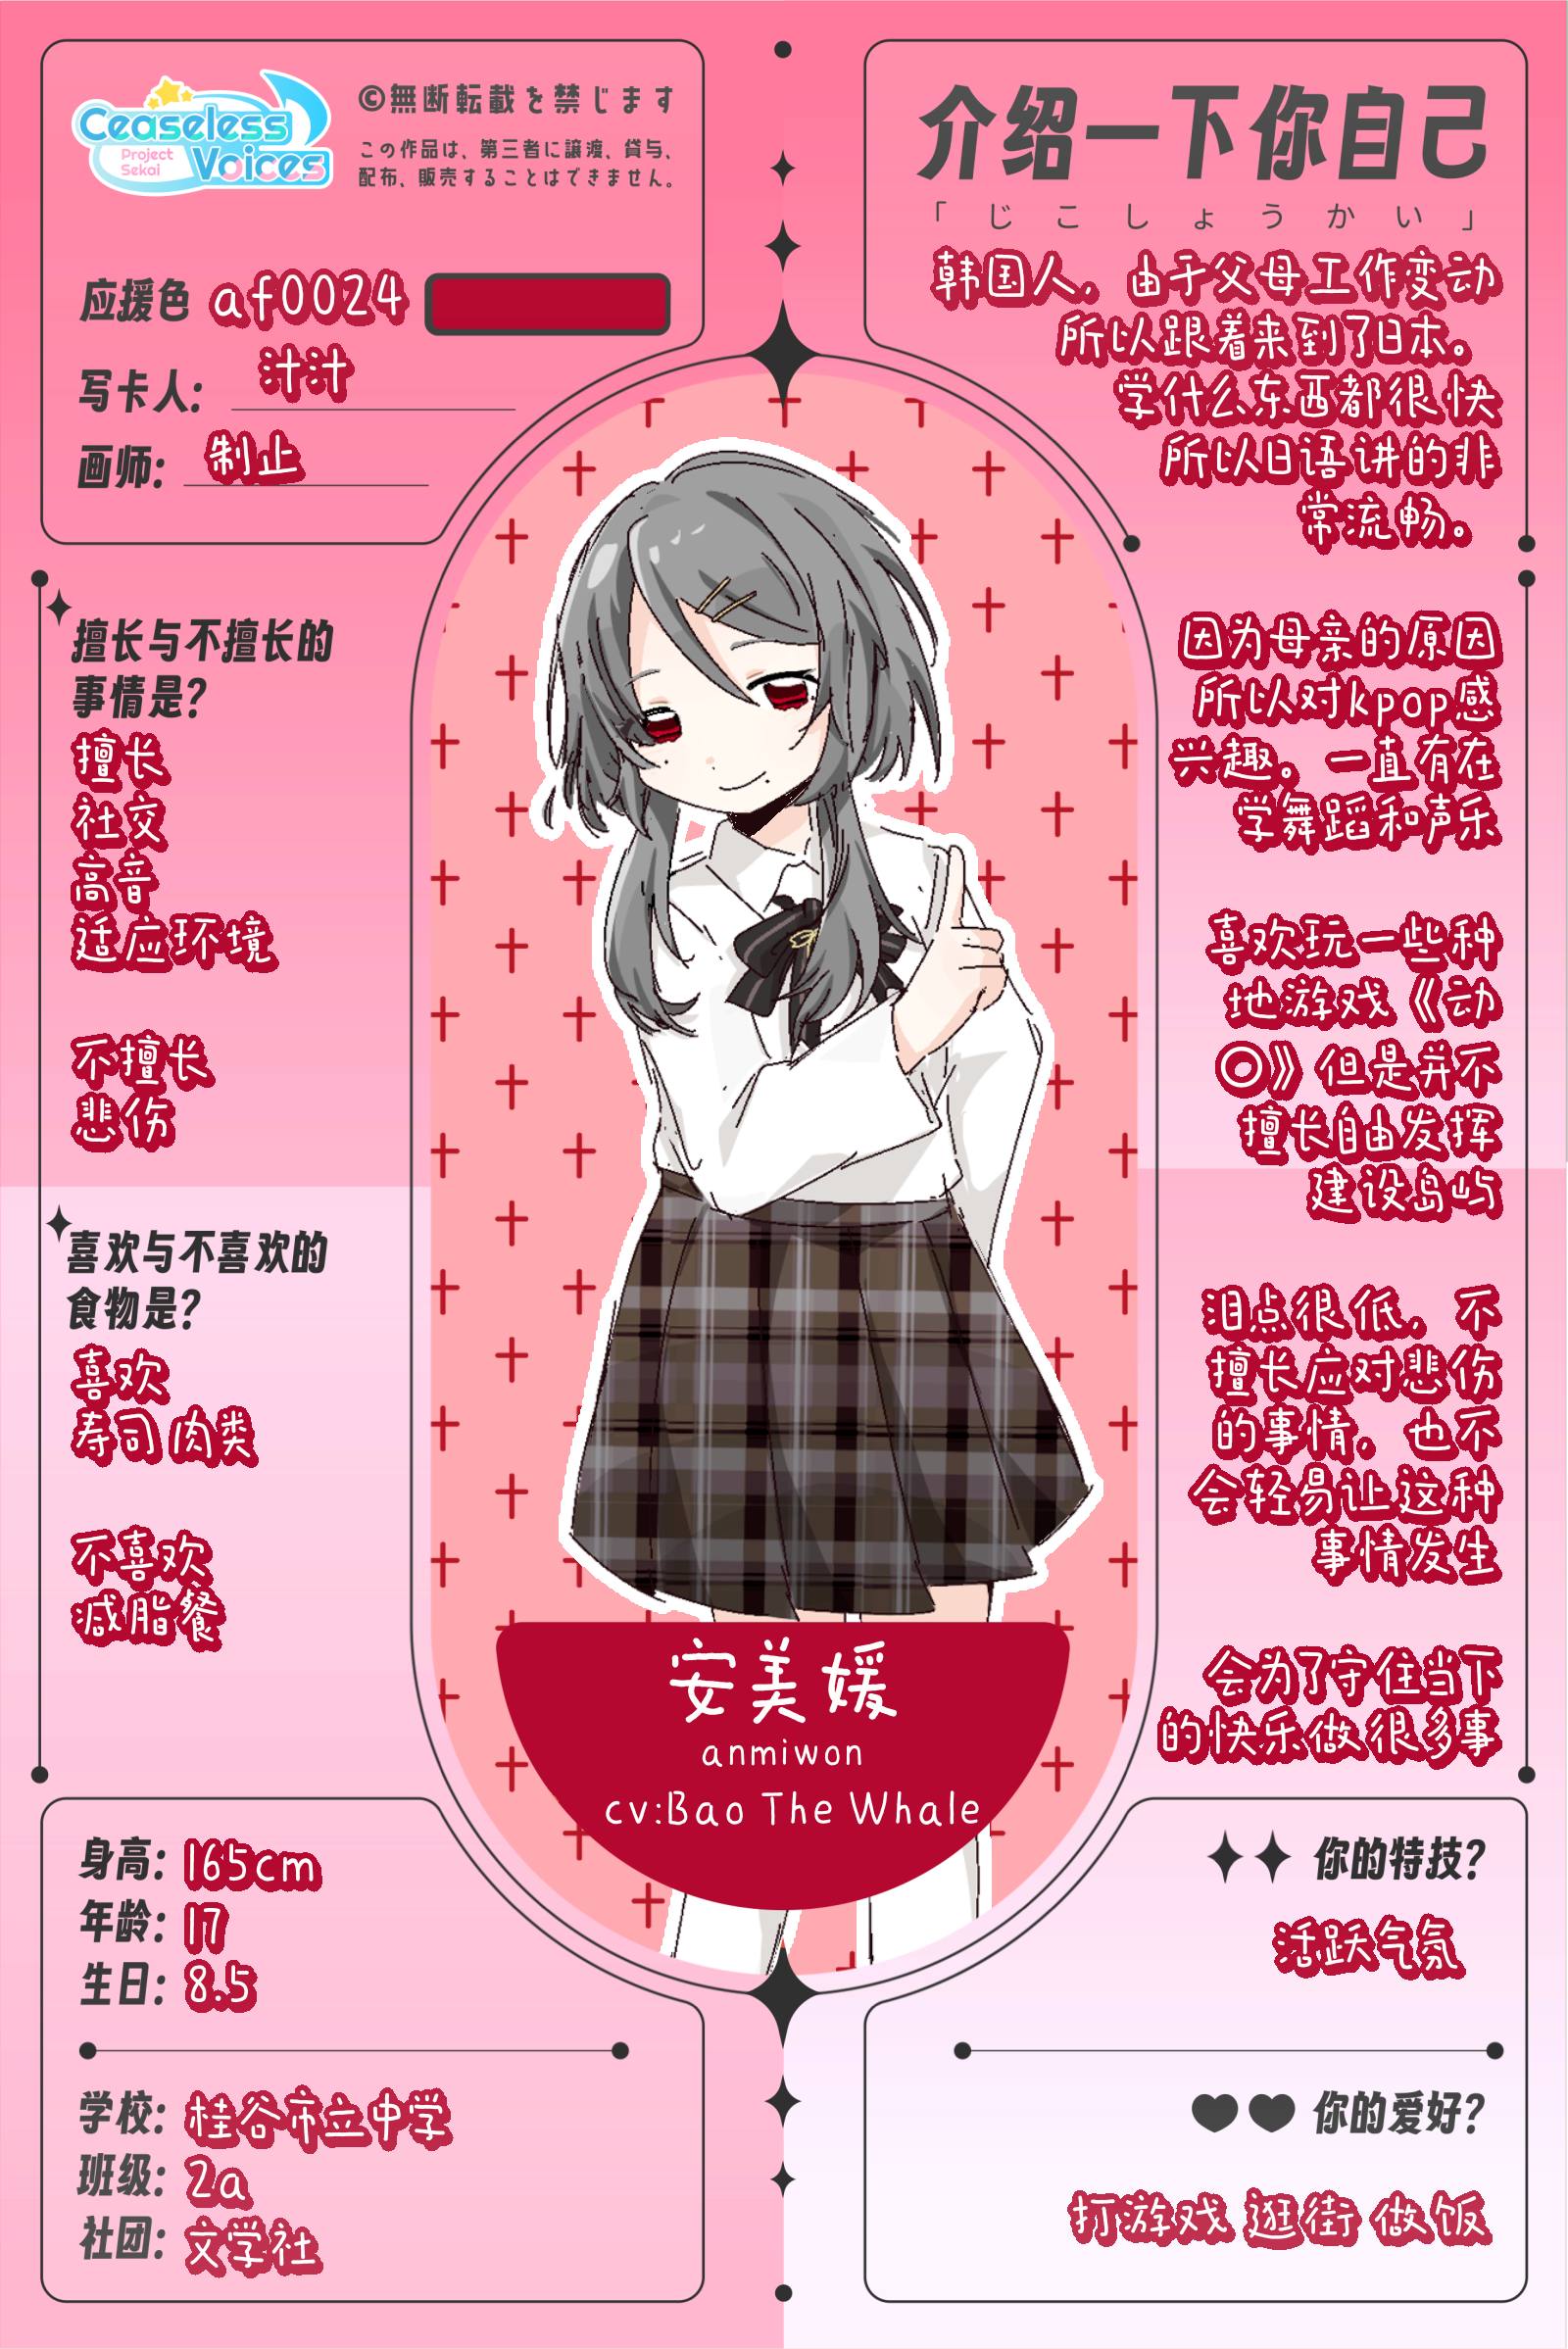 Ceaseless
Voices
Project
Sekai
©無断転載を禁じます
この作品は、第三者に譲渡、貸与、
配布、販売することはできません。
应援色 af0024
写卡人: 汁汁
画师: 制止
介绍一下你自己
「じこしょうかい」
韩国人，由于父母工作变动
所以跟着来到了日本。
学什么东西都很快
所以日语讲的非
常流畅。
因为母亲的原因
所以对kpop感
兴趣。一直有在
学舞蹈和声乐
喜欢玩一些种
地游戏《动
〇》但是并不
擅长自由发挥
建设岛屿
泪点很低，不
擅长应对悲伤
的事情，也不
会轻易让这种
事情发生
会为了守住当下
的快乐做很多事
擅长与不擅长的
事情是?
擅长
社交
高音
适应环境
不擅长
悲伤
喜欢与不喜欢的
食物是?
喜欢
寿司 肉类
不喜欢
减脂餐
安美媛
anmiwon
cv:Bao The Whale
身高: 165cm
年龄: 17
生日: 8.5
学校: 桂谷市立中学
班级: 2a
社团: 文学社
你的特技?
活跃气氛
你的爱好?
打游戏 逛街 做饭